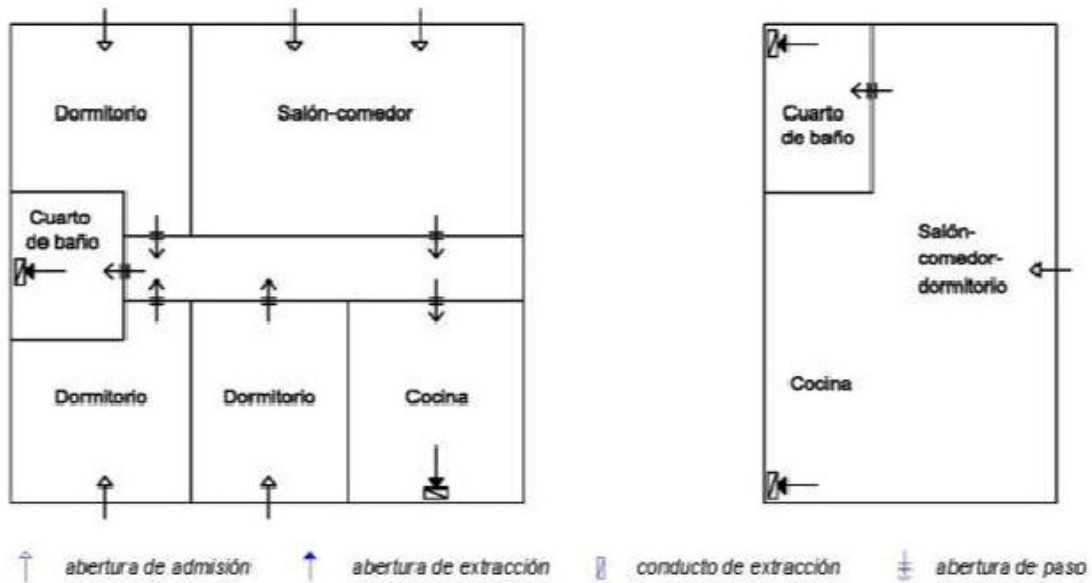 Dormitorio
Salón-comedor
Cuarto
de baño
Dormitorio
Dormitorio
Cocina
Cuarto
de baño
Salón-
comedor-
dormitorio
Cocina
abertura de admisión
abertura de extracción
conducto de extracción
abertura de paso